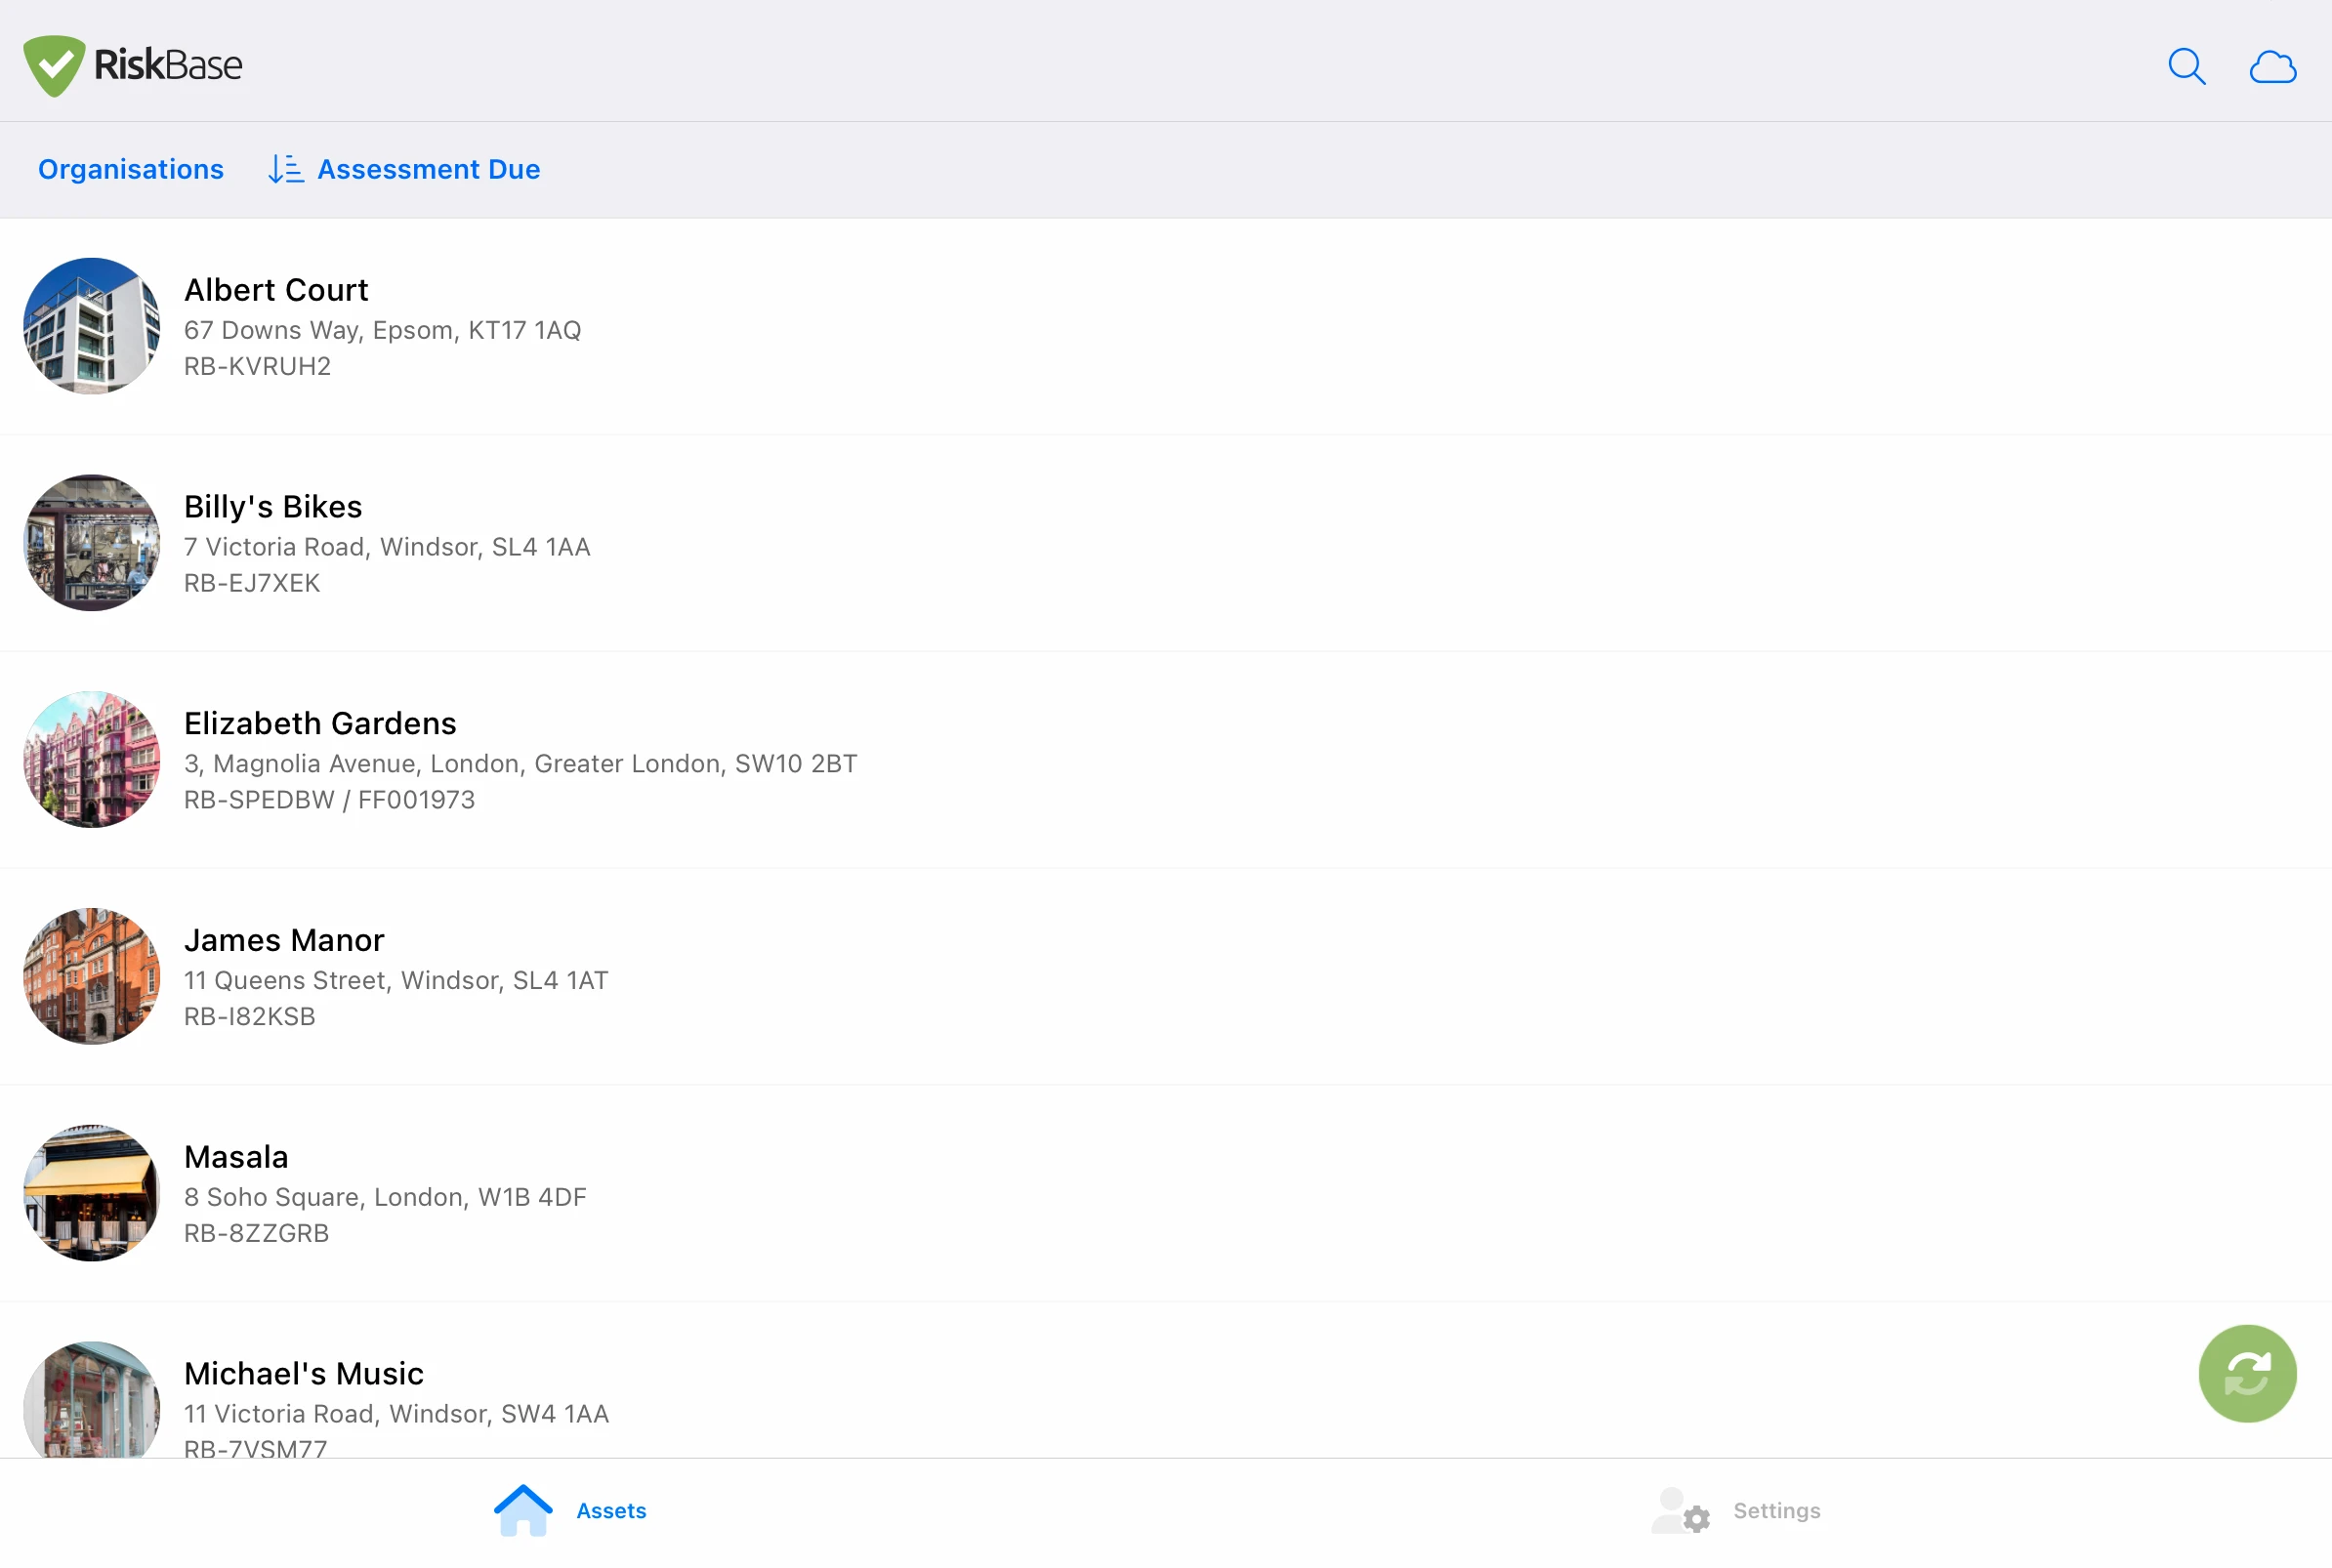 RiskBase
Organisations
Assessment Due
Albert Court
67 Downs Way, Epsom, KT17 1AQ
RB-KVRUH2
Billy's Bikes
7 Victoria Road, Windsor, SL4 1AA
RB-EJ7XEK
Elizabeth Gardens
3, Magnolia Avenue, London, Greater London, SW10 2BT
RB-SPEDBW / FF001973
James Manor
11 Queens Street, Windsor, SL4 1AT
RB-I82KSB
Masala
8 Soho Square, London, W1B 4DF
RB-8ZZGRB
Michael's Music
11 Victoria Road, Windsor, SW4 1AA
RB-7VSM77
Assets
Settings